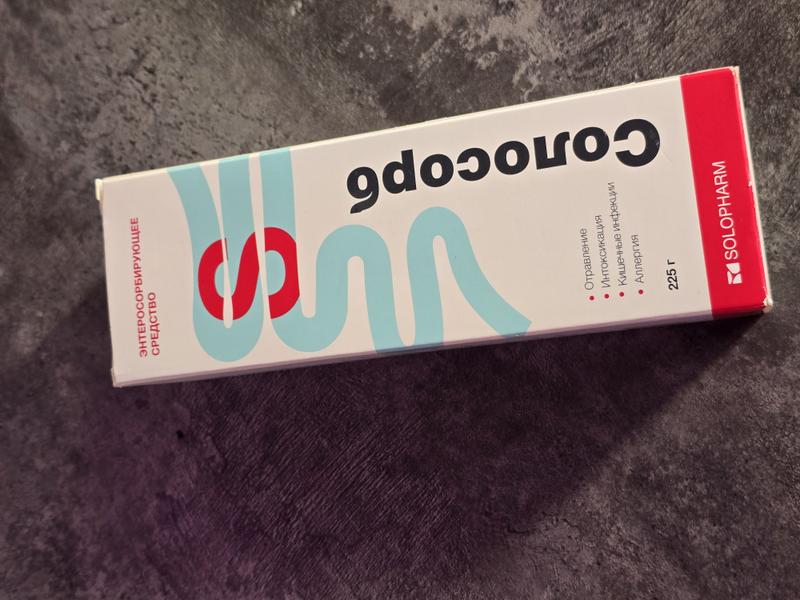 ЭНТЕРОСОРБИРУЮЩЕЕ
СРЕДСТВО
S
Солосорб
• Отравление
• Интоксикация
• Кишечные инфекции
• Аллергия
225 г
SOLOPHARM